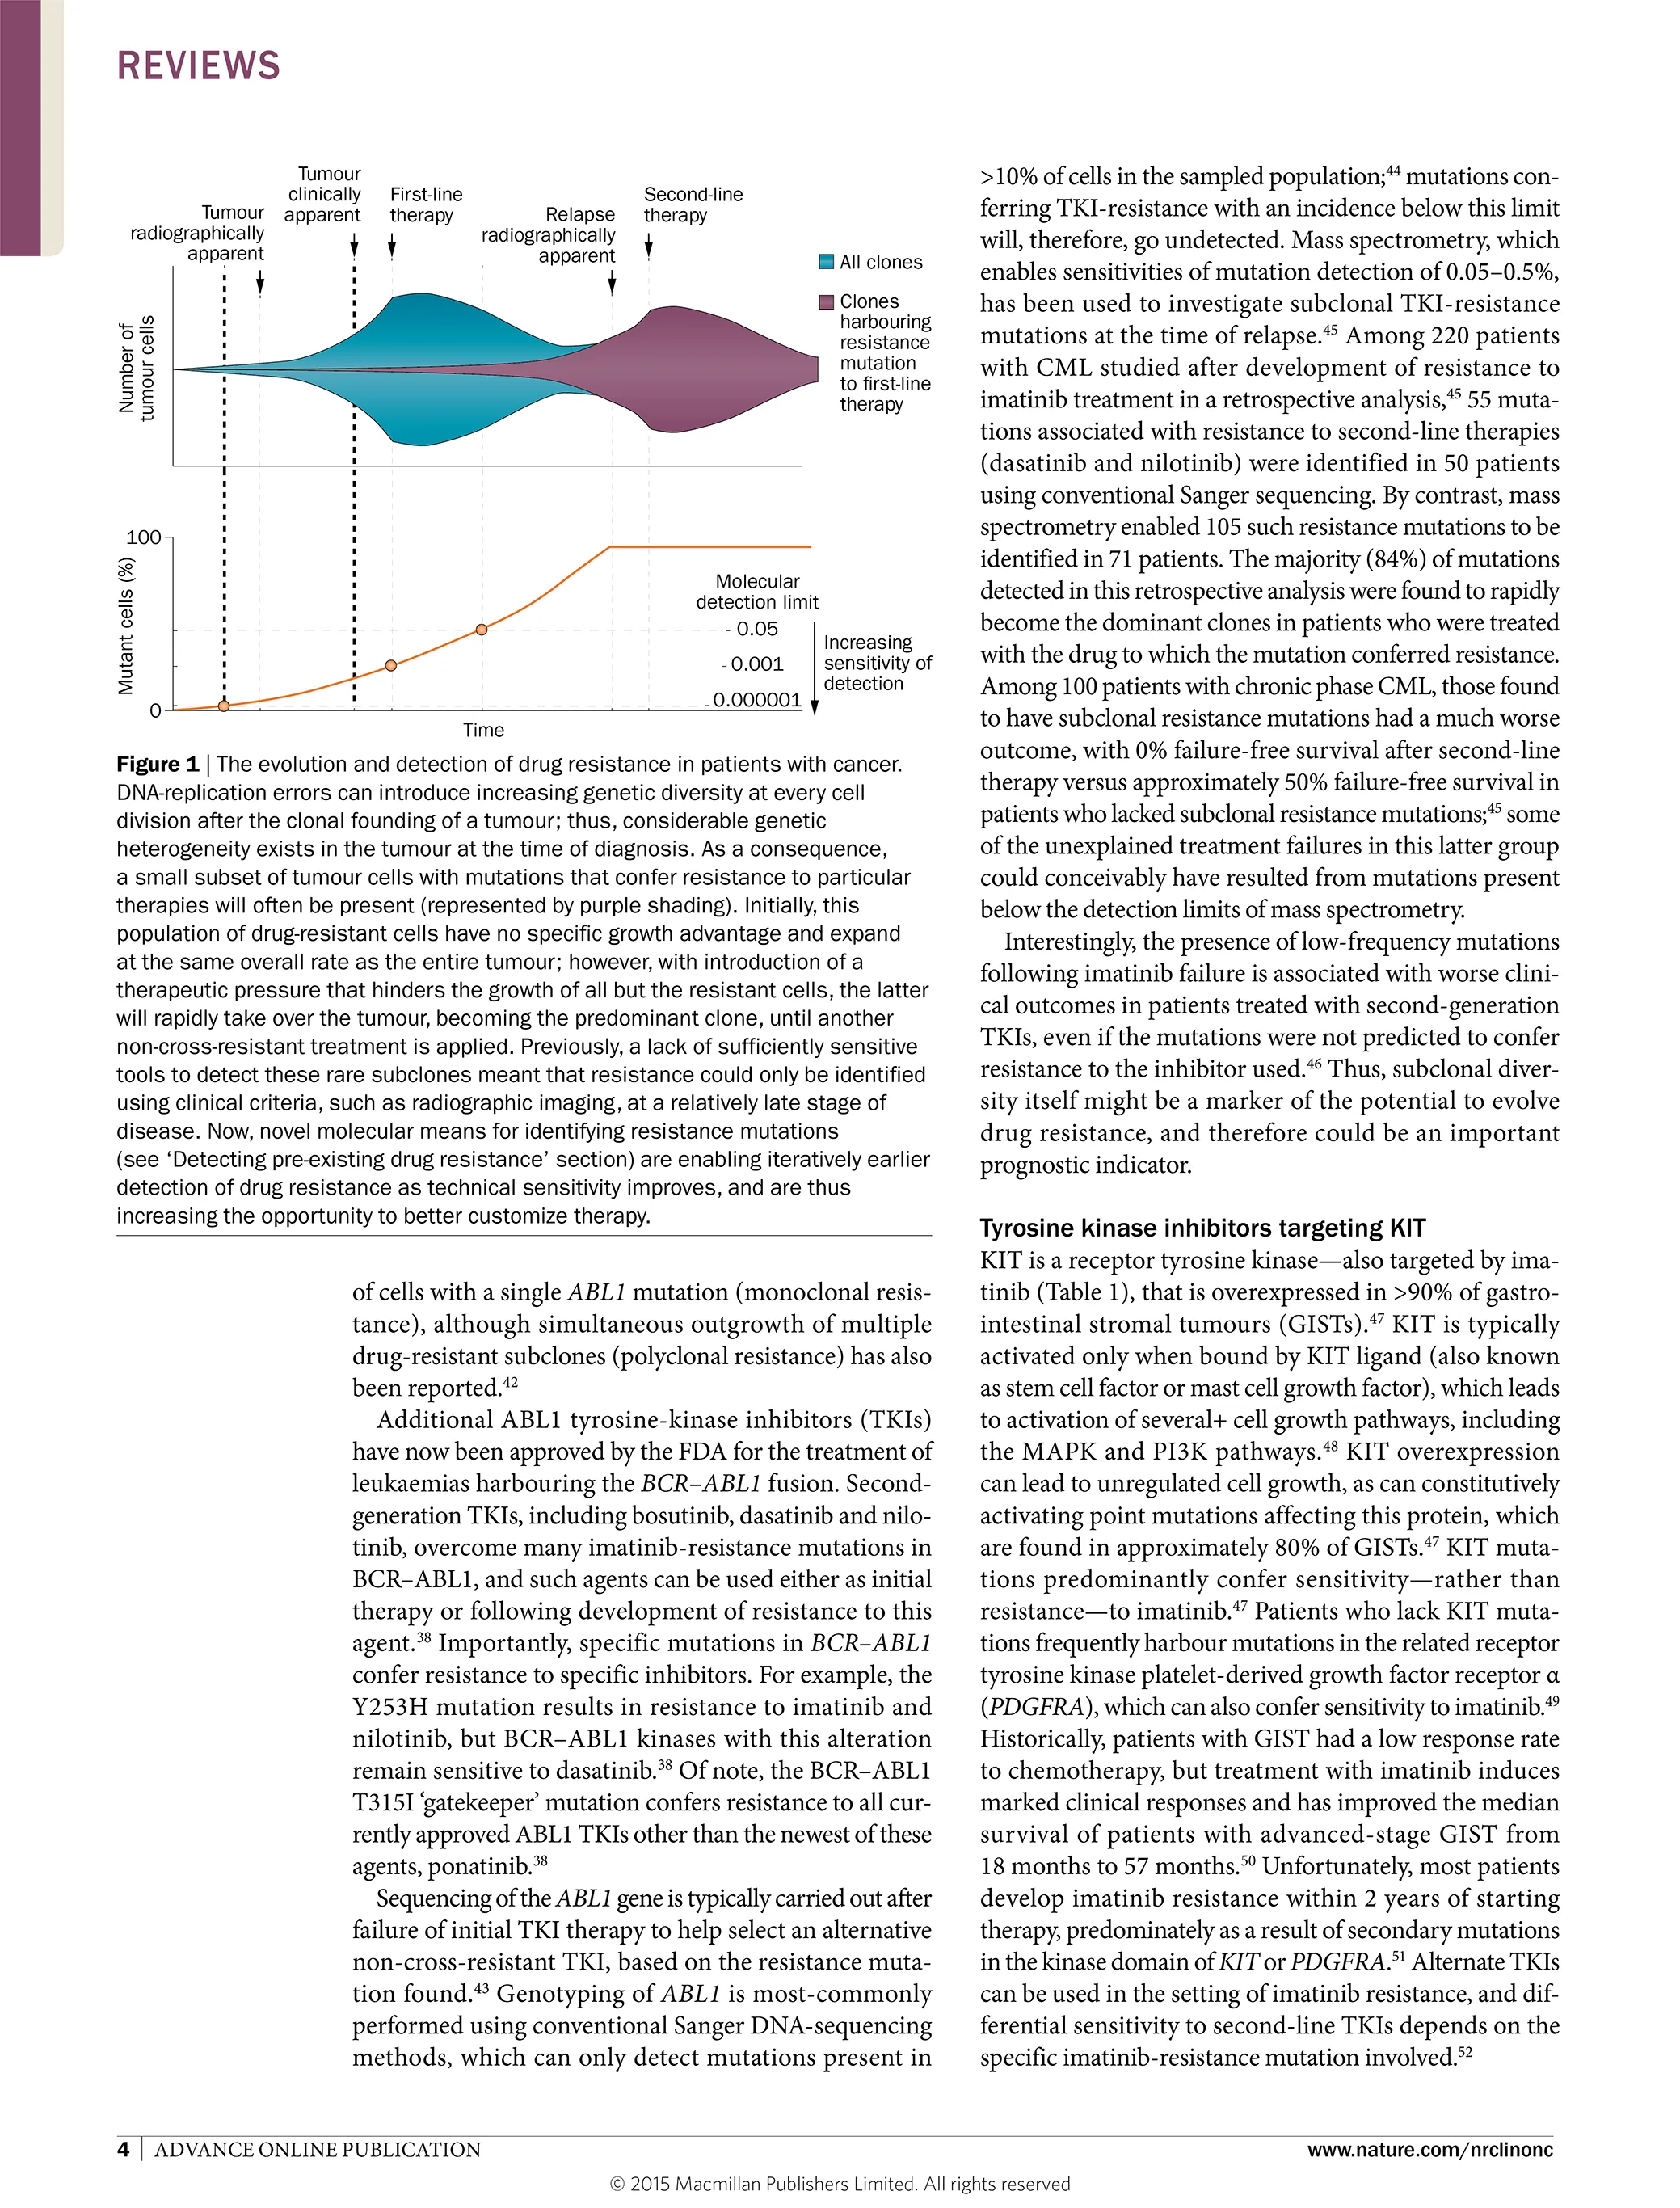 REVIEWS
Tumour
radiographically
apparent
Tumour
clinically
apparent
First-line
therapy
Relapse
radiographically
apparent
Second-line
therapy
All clones
Clones
harbouring
resistance
mutation
to first-line
therapy
Number of
tumour cells
100
Mutant cells (%)
0
Molecular
detection limit
0.05
0.001
0.000001
Increasing
sensitivity of
detection
Time
Figure 1 | The evolution and detection of drug resistance in patients with cancer.
DNA-replication errors can introduce increasing genetic diversity at every cell
division after the clonal founding of a tumour; thus, considerable genetic
heterogeneity exists in the tumour at the time of diagnosis. As a consequence,
a small subset of tumour cells with mutations that confer resistance to particular
therapies will often be present (represented by purple shading). Initially, this
population of drug-resistant cells have no specific growth advantage and expand
at the same overall rate as the entire tumour; however, with introduction of a
therapeutic pressure that hinders the growth of all but the resistant cells, the latter
will rapidly take over the tumour, becoming the predominant clone, until another
non-cross-resistant treatment is applied. Previously, a lack of sufficiently sensitive
tools to detect these rare subclones meant that resistance could only be identified
using clinical criteria, such as radiographic imaging, at a relatively late stage of
disease. Now, novel molecular means for identifying resistance mutations
(see ‘Detecting pre-existing drug resistance’ section) are enabling iteratively earlier
detection of drug resistance as technical sensitivity improves, and are thus
increasing the opportunity to better customize therapy.
of cells with a single ABL1 mutation (monoclonal resis-
tance), although simultaneous outgrowth of multiple
drug-resistant subclones (polyclonal resistance) has also
been reported.42
Additional ABL1 tyrosine-kinase inhibitors (TKIs)
have now been approved by the FDA for the treatment of
leukaemias harbouring the BCR–ABL1 fusion. Second-
generation TKIs, including bosutinib, dasatinib and nilo-
tinib, overcome many imatinib-resistance mutations in
BCR–ABL1, and such agents can be used either as initial
therapy or following development of resistance to this
agent.38 Importantly, specific mutations in BCR–ABL1
confer resistance to specific inhibitors. For example, the
Y253H mutation results in resistance to imatinib and
nilotinib, but BCR–ABL1 kinases with this alteration
remain sensitive to dasatinib.38 Of note, the BCR–ABL1
T315I ‘gatekeeper’ mutation confers resistance to all cur-
rently approved ABL1 TKIs other than the newest of these
agents, ponatinib.38
Sequencing of the ABL1 gene is typically carried out after
failure of initial TKI therapy to help select an alternative
non-cross-resistant TKI, based on the resistance muta-
tion found.43 Genotyping of ABL1 is most-commonly
performed using conventional Sanger DNA-sequencing
methods, which can only detect mutations present in
>10% of cells in the sampled population;44 mutations con-
ferring TKI-resistance with an incidence below this limit
will, therefore, go undetected. Mass spectrometry, which
enables sensitivities of mutation detection of 0.05–0.5%,
has been used to investigate subclonal TKI-resistance
mutations at the time of relapse.45 Among 220 patients
with CML studied after development of resistance to
imatinib treatment in a retrospective analysis,45 55 muta-
tions associated with resistance to second-line therapies
(dasatinib and nilotinib) were identified in 50 patients
using conventional Sanger sequencing. By contrast, mass
spectrometry enabled 105 such resistance mutations to be
identified in 71 patients. The majority (84%) of mutations
detected in this retrospective analysis were found to rapidly
become the dominant clones in patients who were treated
with the drug to which the mutation conferred resistance.
Among 100 patients with chronic phase CML, those found
to have subclonal resistance mutations had a much worse
outcome, with 0% failure-free survival after second-line
therapy versus approximately 50% failure-free survival in
patients who lacked subclonal resistance mutations;45 some
of the unexplained treatment failures in this latter group
could conceivably have resulted from mutations present
below the detection limits of mass spectrometry.
Interestingly, the presence of low-frequency mutations
following imatinib failure is associated with worse clini-
cal outcomes in patients treated with second-generation
TKIs, even if the mutations were not predicted to confer
resistance to the inhibitor used.46 Thus, subclonal diver-
sity itself might be a marker of the potential to evolve
drug resistance, and therefore could be an important
prognostic indicator.
Tyrosine kinase inhibitors targeting KIT
KIT is a receptor tyrosine kinase—also targeted by ima-
tinib (Table 1), that is overexpressed in >90% of gastro-
intestinal stromal tumours (GISTs).47 KIT is typically
activated only when bound by KIT ligand (also known
as stem cell factor or mast cell growth factor), which leads
to activation of several+ cell growth pathways, including
the MAPK and PI3K pathways.48 KIT overexpression
can lead to unregulated cell growth, as can constitutively
activating point mutations affecting this protein, which
are found in approximately 80% of GISTs.47 KIT muta-
tions predominantly confer sensitivity—rather than
resistance—to imatinib.47 Patients who lack KIT muta-
tions frequently harbour mutations in the related receptor
tyrosine kinase platelet-derived growth factor receptor α
(PDGFRA), which can also confer sensitivity to imatinib.49
Historically, patients with GIST had a low response rate
to chemotherapy, but treatment with imatinib induces
marked clinical responses and has improved the median
survival of patients with advanced-stage GIST from
18 months to 57 months.50 Unfortunately, most patients
develop imatinib resistance within 2 years of starting
therapy, predominately as a result of secondary mutations
in the kinase domain of KIT or PDGFRA.51 Alternate TKIs
can be used in the setting of imatinib resistance, and dif-
ferential sensitivity to second-line TKIs depends on the
specific imatinib-resistance mutation involved.52
4 | ADVANCE ONLINE PUBLICATION
www.nature.com/nrclinonc
© 2015 Macmillan Publishers Limited. All rights reserved